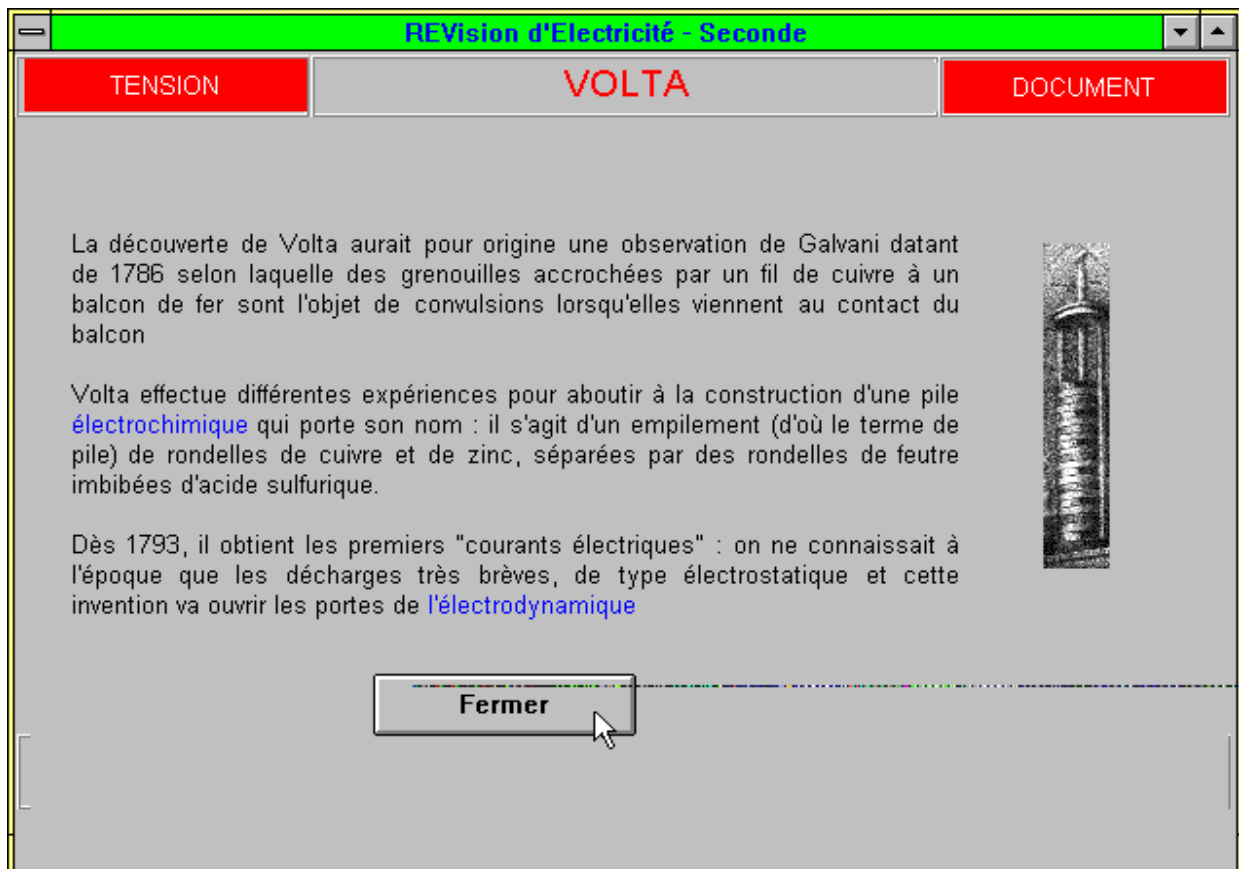 REVision d'Electricité - Seconde
TENSION
VOLTA
DOCUMENT
La découverte de Volta aurait pour origine une observation de Galvani datant
de 1786 selon laquelle des grenouilles accrochées par un fil de cuivre à un
balcon de fer sont l'objet de convulsions lorsqu'elles viennent au contact du
balcon
Volta effectue différentes expériences pour aboutir à la construction d'une pile
électrochimique qui porte son nom : il s'agit d'un empilement (d'où le terme de
pile) de rondelles de cuivre et de zinc, séparées par des rondelles de feutre
imbibées d'acide sulfurique.
Dès 1793, il obtient les premiers "courants électriques" : on ne connaissait à
l'époque que les décharges très brèves, de type électrostatique et cette
invention va ouvrir les portes de l'électrodynamique
Fermer